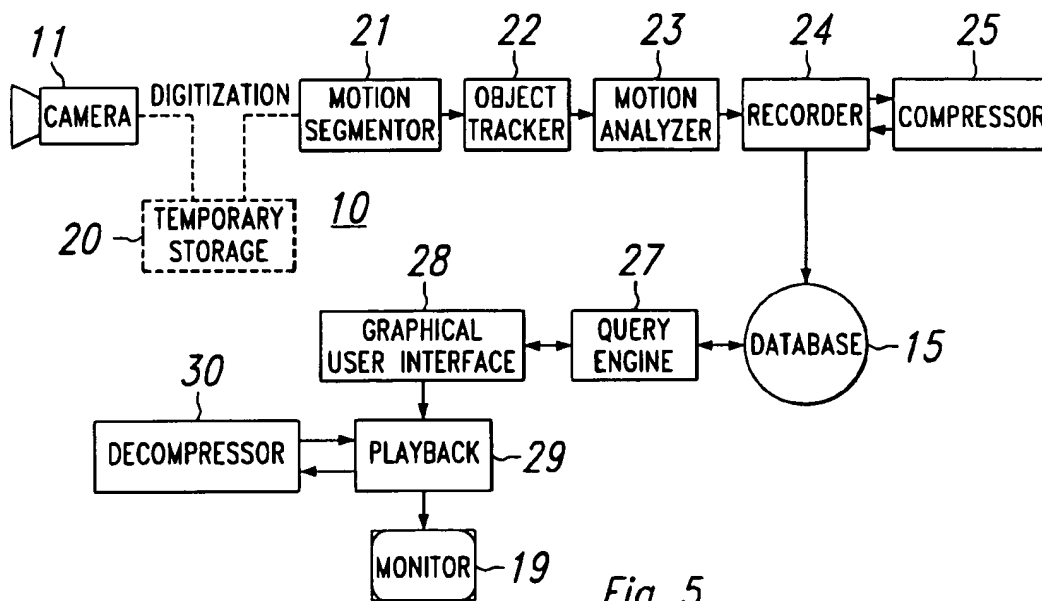 11
21
22
23
24
25
CAMERA
DIGITIZATION
MOTION
SEGMENTOR
OBJECT
TRACKER
MOTION
ANALYZER
RECORDER
COMPRESSOR
20
TEMPORARY
STORAGE
10
28
27
GRAPHICAL
USER INTERFACE
QUERY
ENGINE
DATABASE
15
30
DECOMPRESSOR
PLAYBACK
29
MONITOR
19
Fig. 5